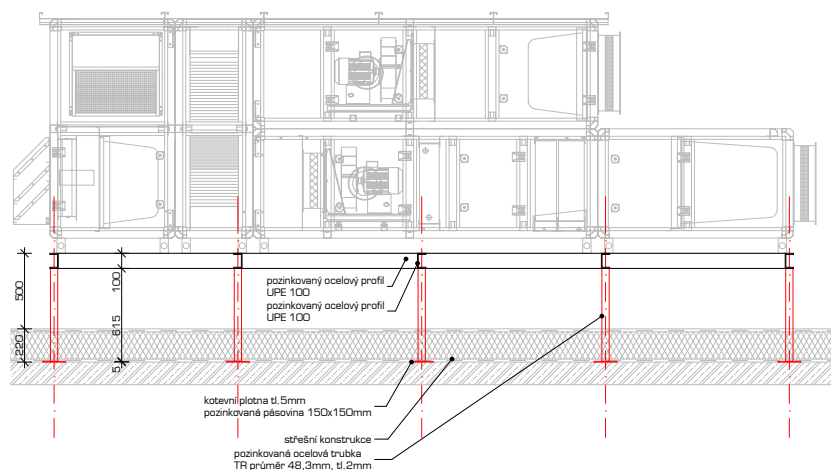 pozinkovaný ocelový profil
UPE 100
pozinkovaný ocelový profil
UPE 100
500
100
615
220
5
kotevní plotna tl.5mm
pozinkovaná pásovina 150x150mm
střešní konstrukce
pozinkovaná ocelová trubka
TR průměr 48,3mm, tl.2mm